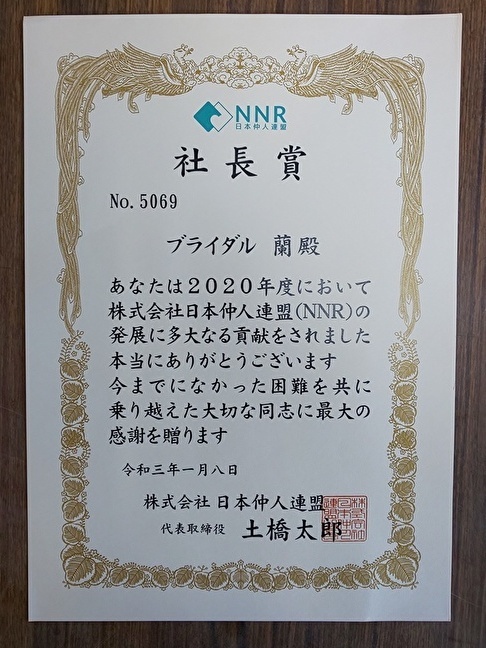 NNR
日本仲人連盟
社長賞
No.5069
ブライダル 蘭殿
あなたは2020年度において
株式会社日本仲人連盟(NNR)の
発展に多大なる貢献をされました
本当にありがとうございます
今までになかった困難を共に
乗り越えた大切な同志に最大の
感謝を贈ります
令和三年一月八日
株式会社 日本仲人連盟
代表取締役 土橋太郎